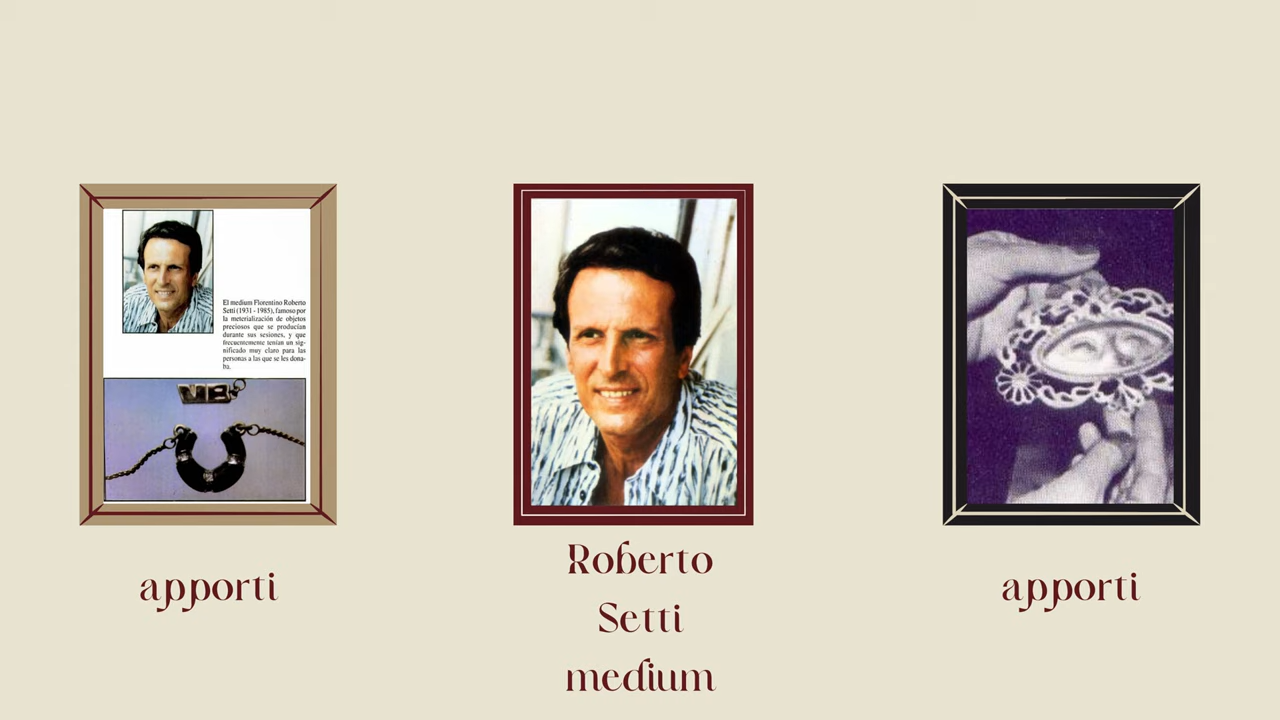 El medium Florentino Roberto
Setti (1931 - 1985), famoso por
la meterialización de objetos
preciosos que se producían
durante sus sesiones, y que
frecuentemente tenían un sig-
nificado muy claro para las
personas a las que se les dona-
ba.
apporti
Roberto
Setti
medium
apporti